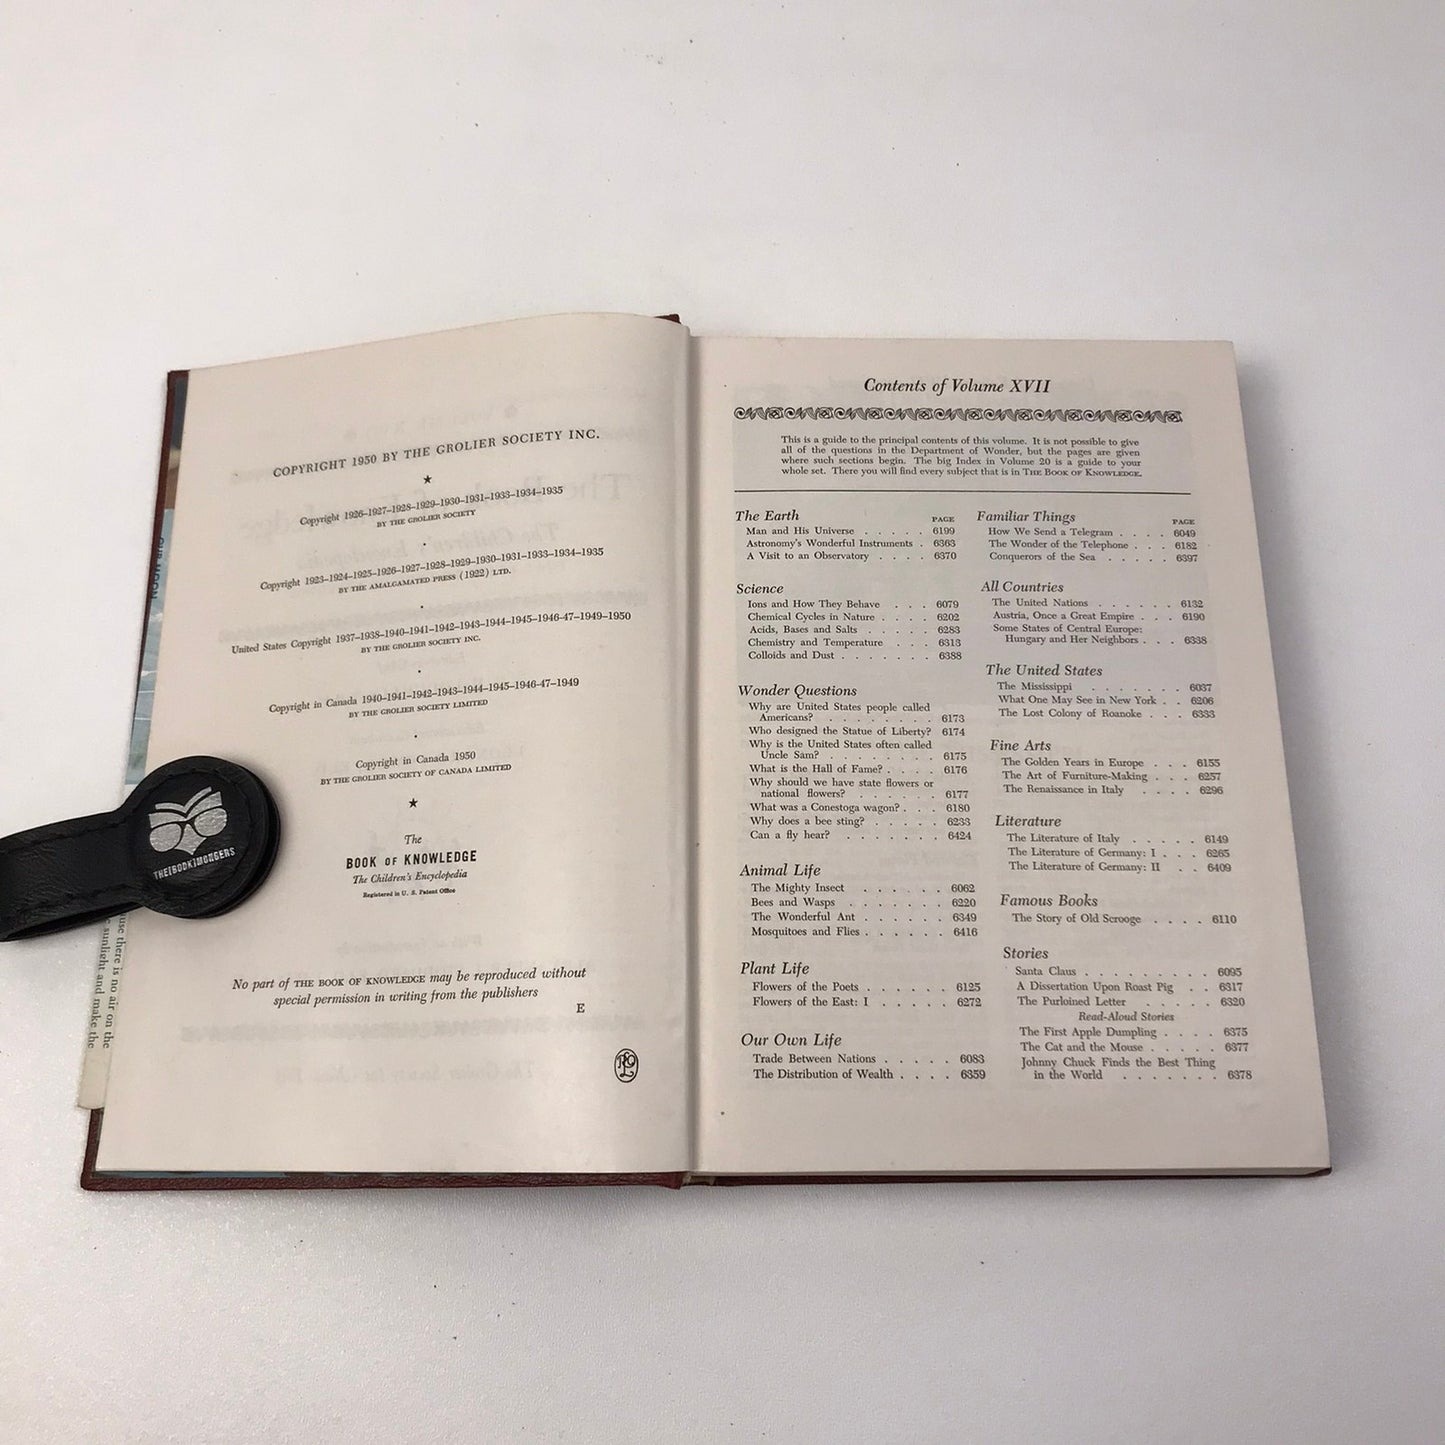 COPYRIGHT 1950 BY THE GROLIER SOCIETY INC.
Copyright 1926–1927–1928–1929–1930–1931–1933–1934–1935
BY THE GROLIER SOCIETY
Copyright 1923–1924–1925–1926–1927–1928–1929–1930–1931–1933–1934–1935
BY THE AMALGAMATED PRESS (1922) LTD.
United States Copyright 1937–1938–1940–1941–1942–1943–1944–1945–1946–47–1949–1950
BY THE GROLIER SOCIETY INC.
Copyright in Canada 1940–1941–1942–1943–1944–1945–1946–47–1949
BY THE GROLIER SOCIETY LIMITED
Copyright in Canada 1950
BY THE GROLIER SOCIETY OF CANADA LIMITED
The
BOOK OF KNOWLEDGE
The Children's Encyclopedia
Registered in U. S. Patent Office
No part of THE BOOK OF KNOWLEDGE may be reproduced without
special permission in writing from the publishers
E
THE[BOOK]MONGERS
there is no air on the
sunlight and make the
Contents of Volume XVII
This is a guide to the principal contents of this volume. It is not possible to give
all of the questions in the Department of Wonder, but the pages are given
where such sections begin. The big Index in Volume 20 is a guide to your
whole set. There you will find every subject that is in THE BOOK OF KNOWLEDGE.
The Earth PAGE
Man and His Universe . . . . . 6199
Astronomy's Wonderful Instruments . 6363
A Visit to an Observatory . . . . 6370
Science
Ions and How They Behave . . . 6079
Chemical Cycles in Nature . . . . 6202
Acids, Bases and Salts . . . . . 6283
Chemistry and Temperature . . . 6313
Colloids and Dust . . . . . . . 6388
Wonder Questions
Why are United States people called
Americans? . . . . . . . . 6173
Who designed the Statue of Liberty? 6174
Why is the United States often called
Uncle Sam? . . . . . . . . 6175
What is the Hall of Fame? . . . . 6176
Why should we have state flowers or
national flowers? . . . . . . 6177
What was a Conestoga wagon? . . . 6180
Why does a bee sting? . . . . . 6233
Can a fly hear? . . . . . . . 6424
Animal Life
The Mighty Insect . . . . . . 6062
Bees and Wasps . . . . . . . 6220
The Wonderful Ant . . . . . . 6349
Mosquitoes and Flies . . . . . . 6416
Plant Life
Flowers of the Poets . . . . . . 6125
Flowers of the East: I . . . . . 6272
Our Own Life
Trade Between Nations . . . . . 6083
The Distribution of Wealth . . . . 6359
Familiar Things PAGE
How We Send a Telegram . . . . 6049
The Wonder of the Telephone . . . 6182
Conquerors of the Sea . . . . . 6397
All Countries
The United Nations . . . . . . 6132
Austria, Once a Great Empire . . . 6190
Some States of Central Europe:
Hungary and Her Neighbors . . . 6338
The United States
The Mississippi . . . . . . . 6037
What One May See in New York . . 6206
The Lost Colony of Roanoke . . . 6333
Fine Arts
The Golden Years in Europe . . . 6155
The Art of Furniture-Making . . . 6257
The Renaissance in Italy . . . . 6296
Literature
The Literature of Italy . . . . . 6149
The Literature of Germany: I . . . 6265
The Literature of Germany: II . . 6409
Famous Books
The Story of Old Scrooge . . . . 6110
Stories
Santa Claus . . . . . . . . . 6095
A Dissertation Upon Roast Pig . . 6317
The Purloined Letter . . . . . 6320
Read-Aloud Stories
The First Apple Dumpling . . . . 6375
The Cat and the Mouse . . . . . 6377
Johnny Chuck Finds the Best Thing
in the World . . . . . . . 6378